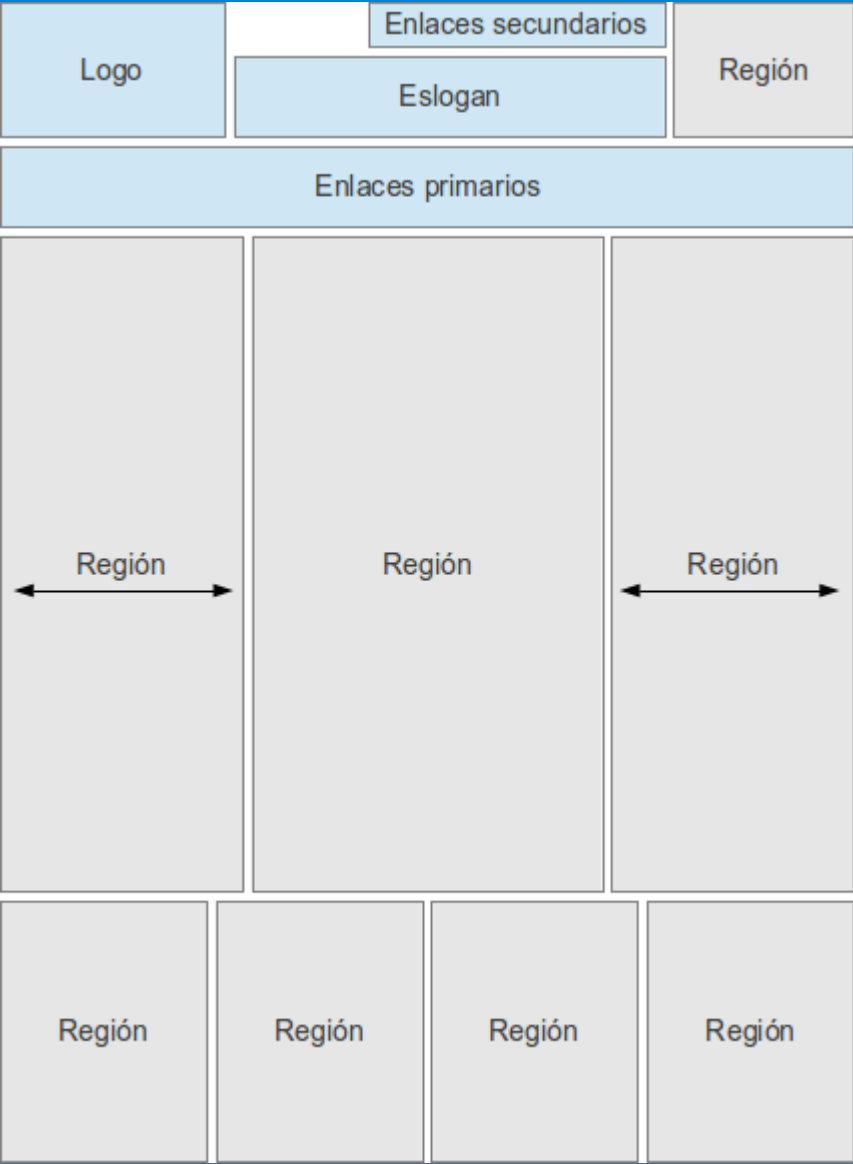 Enlaces secundarios
Logo
Eslogan
Región
Enlaces primarios
Región
Región
Región
Región
Región
Región
Región